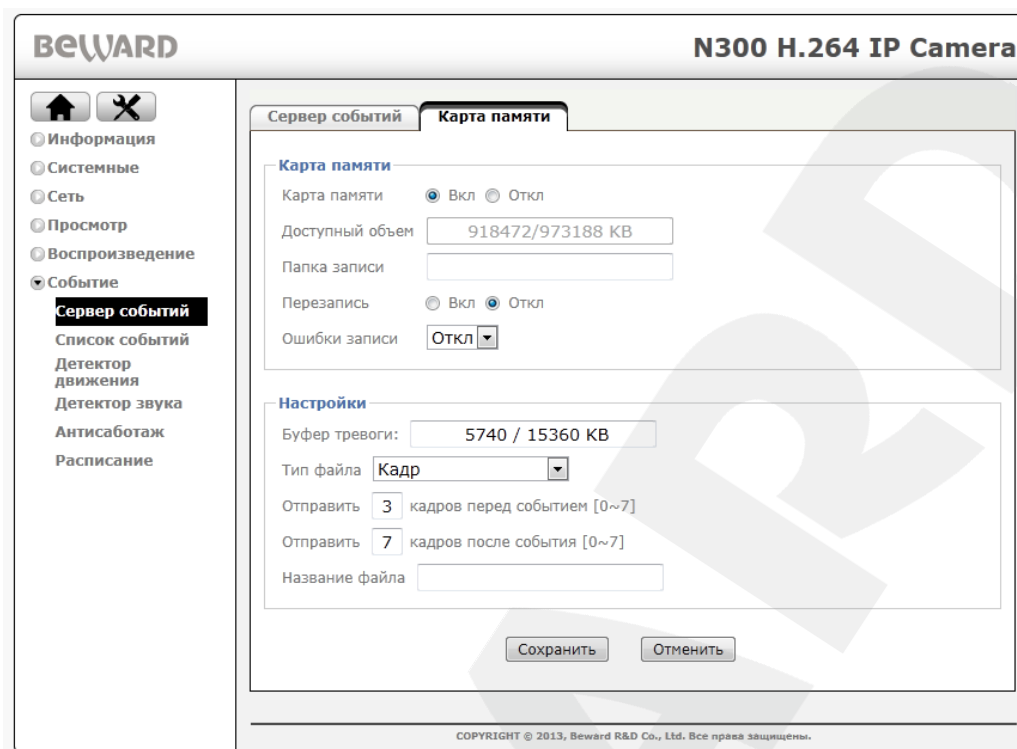 BEWARD
N300 H.264 IP Camera
Информация
Системные
Сеть
Просмотр
Воспроизведение
Событие
Сервер событий
Список событий
Детектор
движения
Детектор звука
Антисаботаж
Расписание
Сервер событий Карта памяти
Карта памяти
Карта памяти Вкл Откл
Доступный объем 918472/973188 KB
Папка записи
Перезапись Вкл Откл
Ошибки записи Откл
Настройки
Буфер тревоги: 5740 / 15360 KB
Тип файла Кадр
Отправить 3 кадров перед событием [0~7]
Отправить 7 кадров после события [0~7]
Название файла
Сохранить Отменить
COPYRIGHT © 2013, Beward R&D Co., Ltd. Все права защищены.